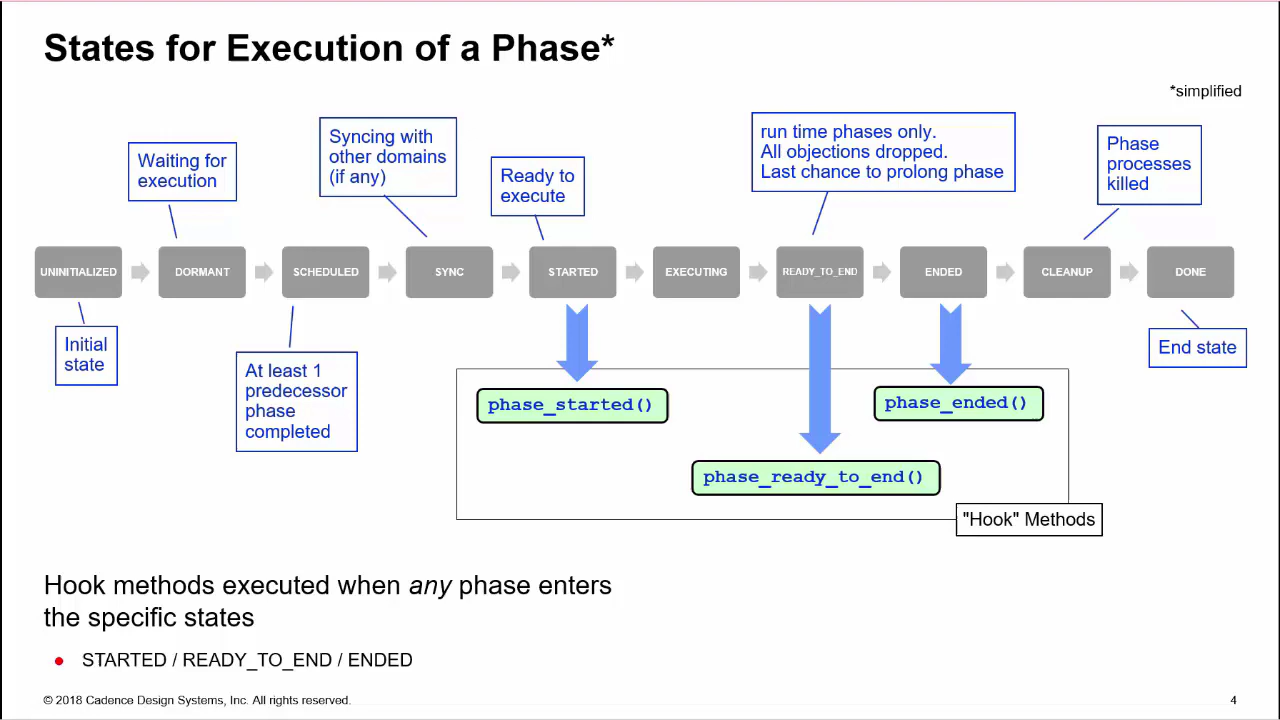 States for Execution of a Phase*
*simplified
Waiting for
execution
Syncing with
other domains
(if any)
Ready to
execute
run time phases only.
All objections dropped.
Last chance to prolong phase
Phase
processes
killed
UNINITIALIZED
DORMANT
SCHEDULED
SYNC
STARTED
EXECUTING
READY_TO_END
ENDED
CLEANUP
DONE
Initial
state
At least 1
predecessor
phase
completed
End state
phase_started()
phase_ended()
phase_ready_to_end()
"Hook" Methods
Hook methods executed when any phase enters
the specific states
• STARTED / READY_TO_END / ENDED
© 2018 Cadence Design Systems, Inc. All rights reserved.
4